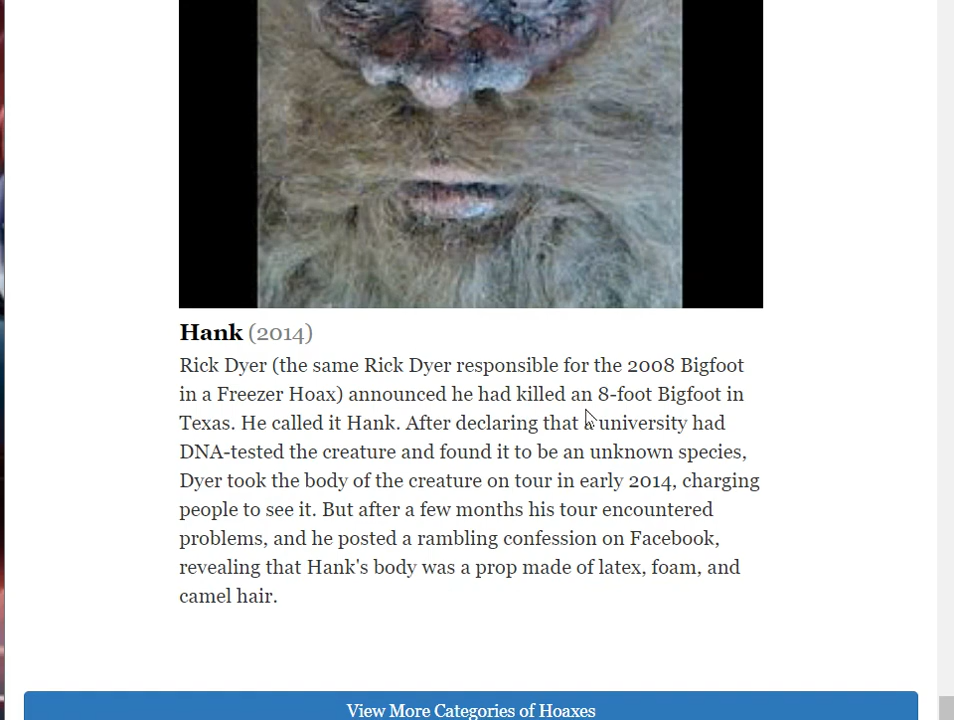 Hank (2014)
Rick Dyer (the same Rick Dyer responsible for the 2008 Bigfoot
in a Freezer Hoax) announced he had killed an 8-foot Bigfoot in
Texas. He called it Hank. After declaring that a university had
DNA-tested the creature and found it to be an unknown species,
Dyer took the body of the creature on tour in early 2014, charging
people to see it. But after a few months his tour encountered
problems, and he posted a rambling confession on Facebook,
revealing that Hank's body was a prop made of latex, foam, and
camel hair.
View More Categories of Hoaxes